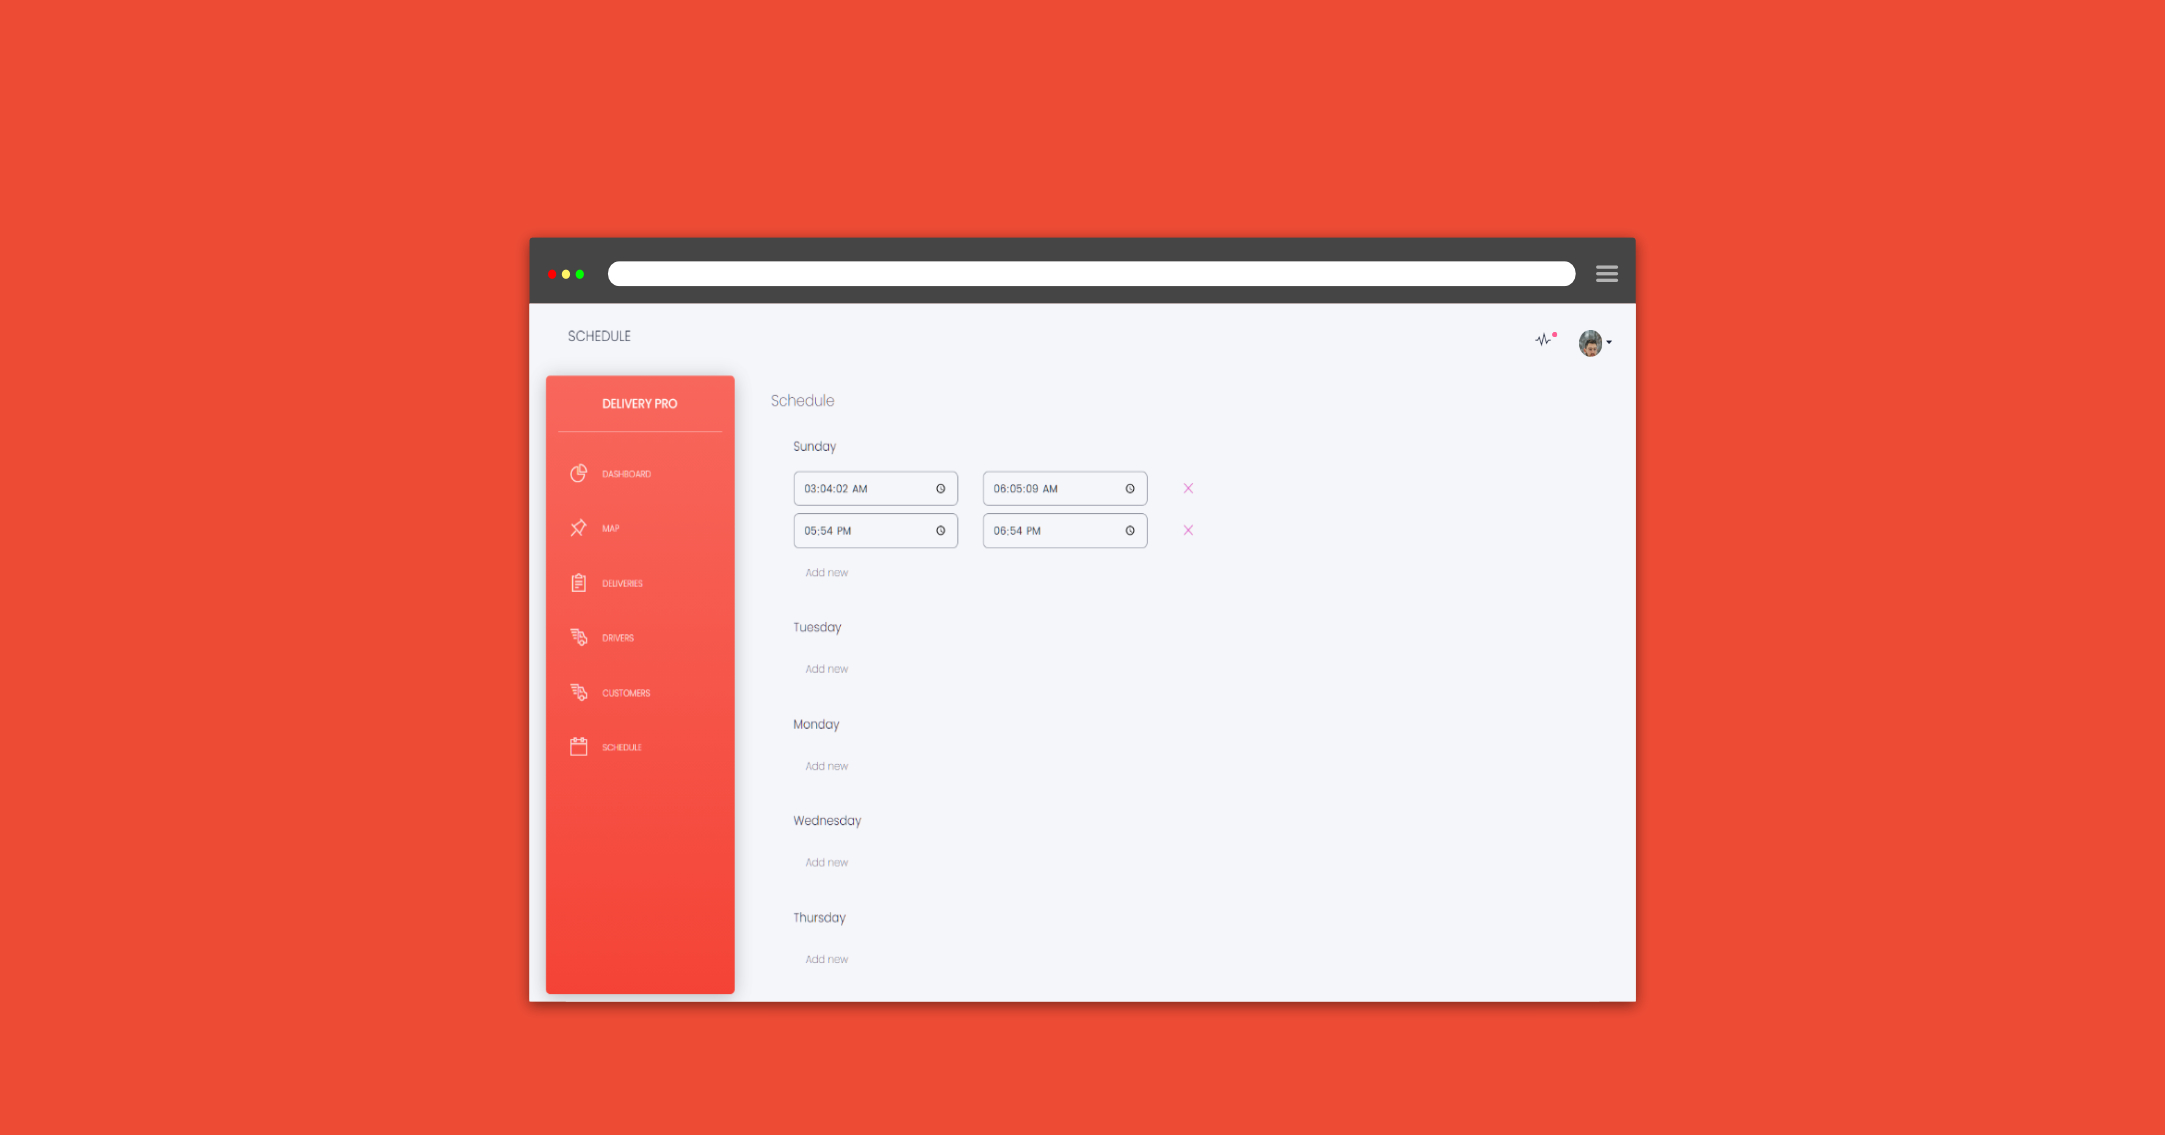 SCHEDULE
DELIVERY PRO
DASHBOARD
MAP
DELIVERIES
DRIVERS
CUSTOMERS
SCHEDULE
Schedule
Sunday
03:04:02 AM 06:05:09 AM
05:54 PM 06:54 PM
Add new
Tuesday
Add new
Monday
Add new
Wednesday
Add new
Thursday
Add new